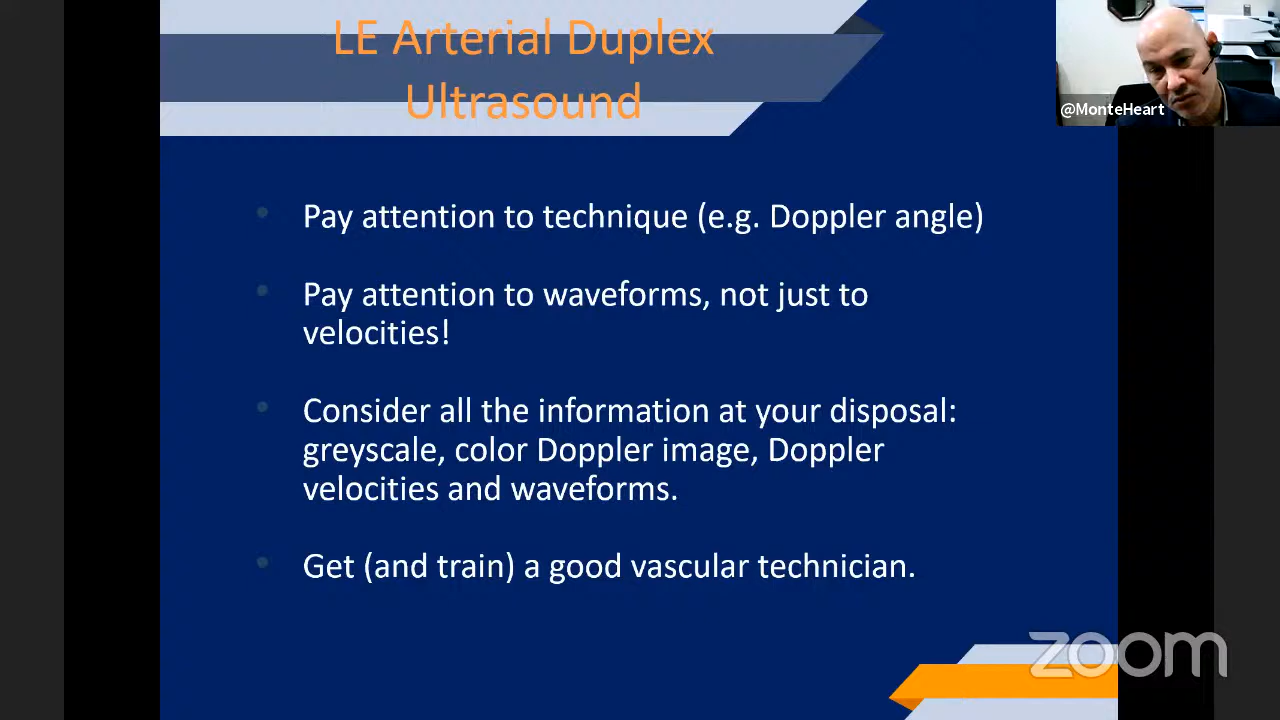 LE Arterial Duplex
Ultrasound
@MonteHeart
Pay attention to technique (e.g. Doppler angle)
Pay attention to waveforms, not just to
velocities!
Consider all the information at your disposal:
greyscale, color Doppler image, Doppler
velocities and waveforms.
Get (and train) a good vascular technician.
zoom